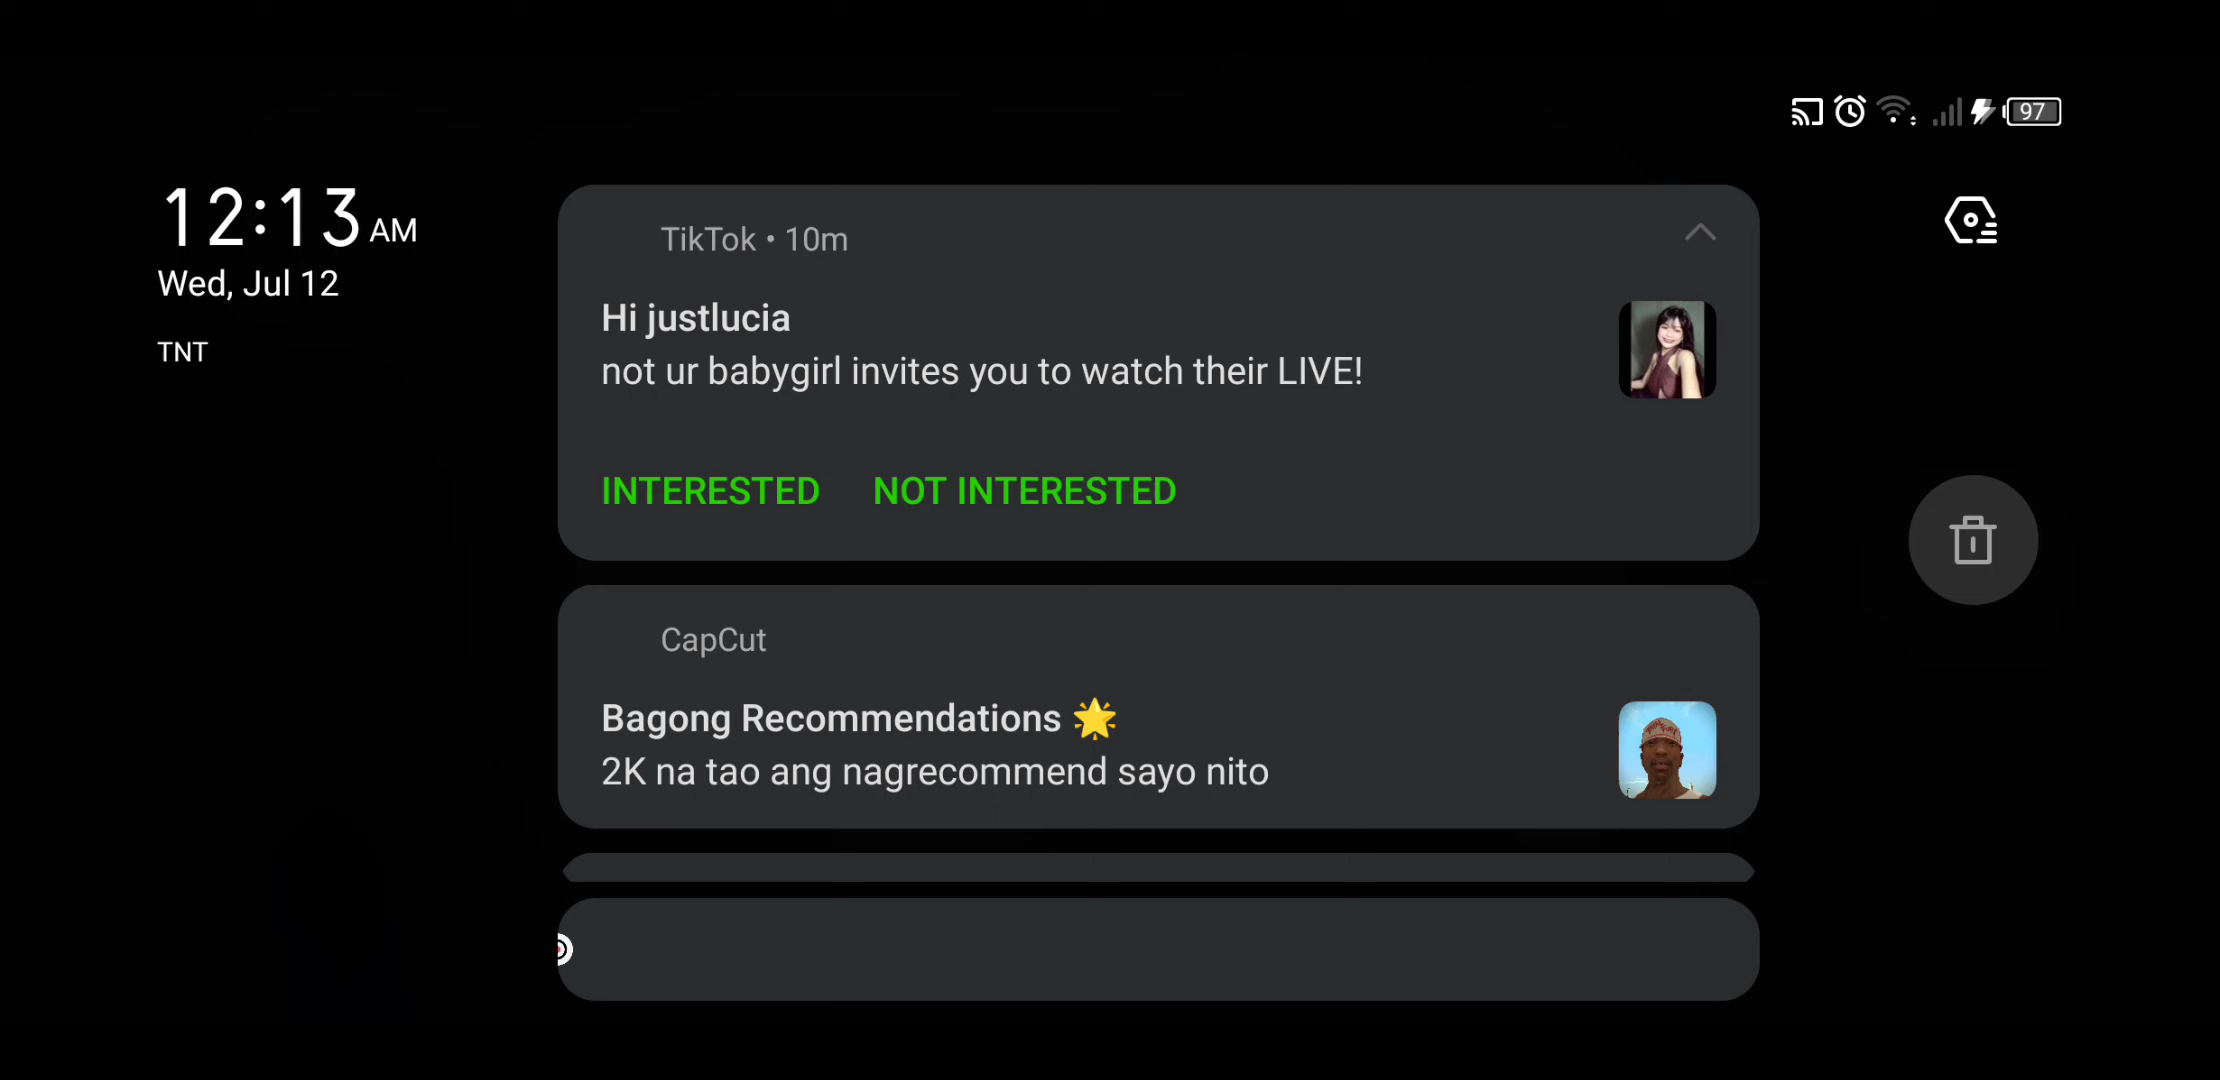 97
12:13 AM
Wed, Jul 12
TNT
TikTok • 10m
Hi justlucia
not ur babygirl invites you to watch their LIVE!
INTERESTED NOT INTERESTED
CapCut
Bagong Recommendations 🌟
2K na tao ang nagrecommend sayo nito